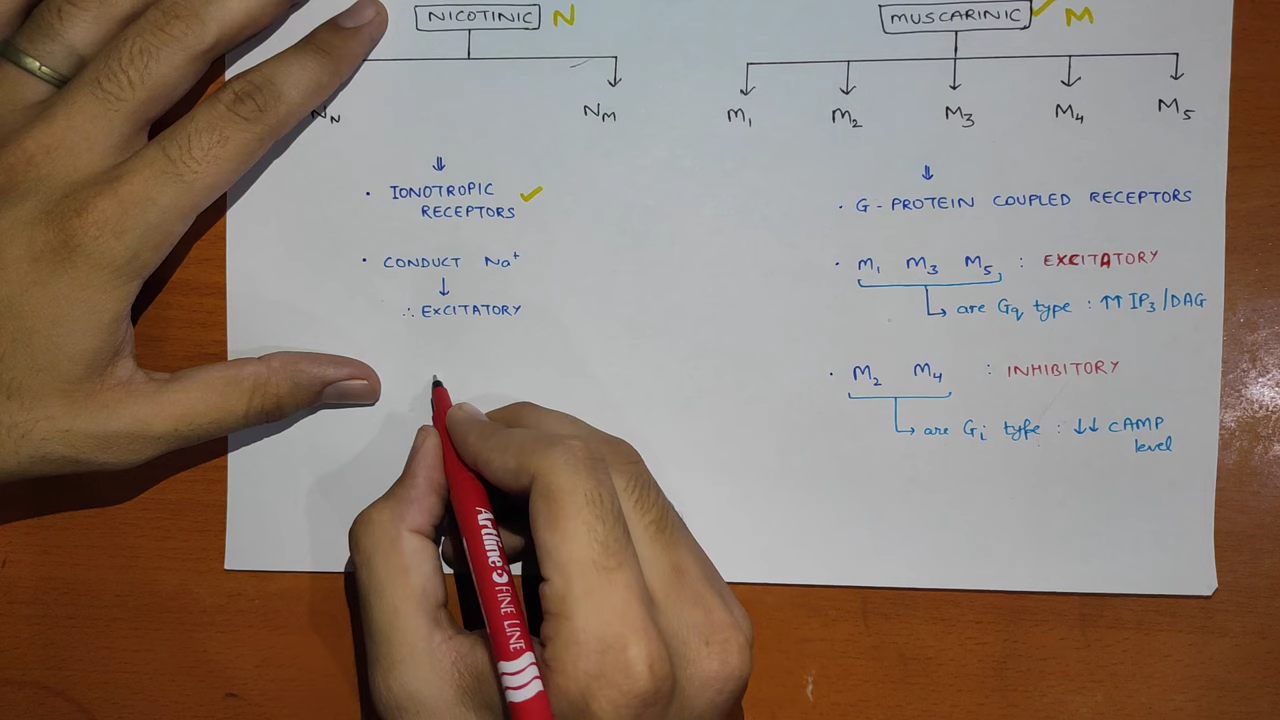 NICOTINIC N
NN
NM
↓
• IONOTROPIC ✓
RECEPTORS
• CONDUCT Na⁺
↓
∴ EXCITATORY
MUSCARINIC ✓ M
M₁ M₂ M₃ M₄ M₅
⇓
• G-PROTEIN COUPLED RECEPTORS
• M₁ M₃ M₅ : EXCITATORY
↳ are Gq type : ↑↑ IP₃/DAG
• M₂ M₄ : INHIBITORY
↳ are Gi type : ↓↓ cAMP
level
Artline FINE LINE